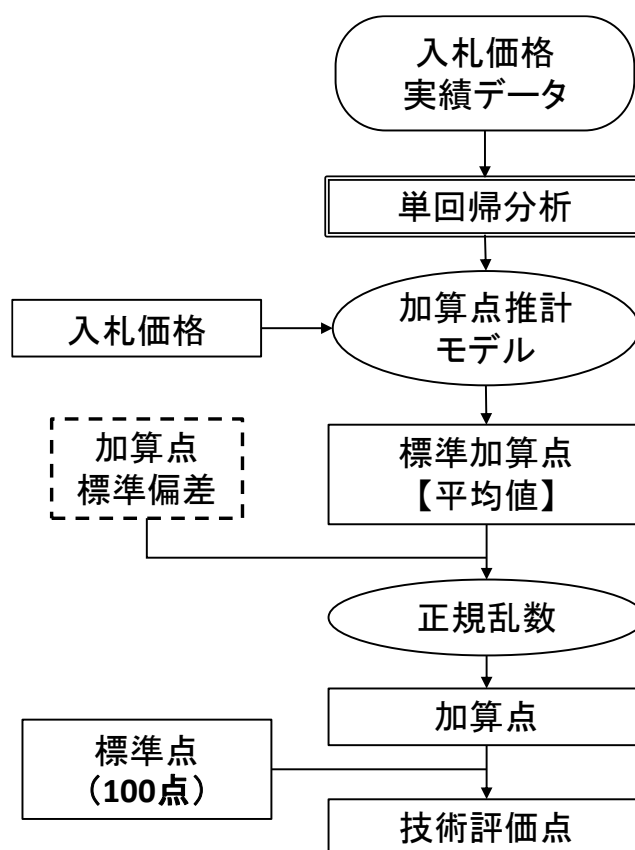 入札価格
実績データ
単回帰分析
入札価格
加算点推計
モデル
加算点
標準偏差
標準加算点
【平均値】
正規乱数
加算点
標準点
（100点）
技術評価点